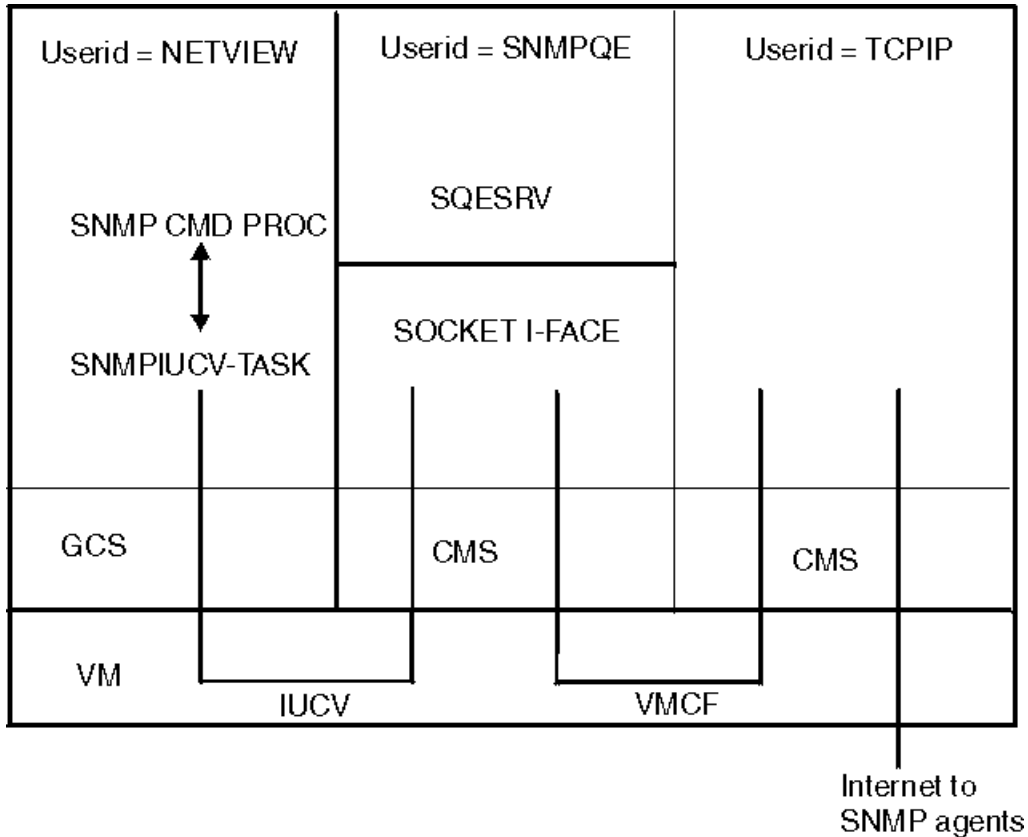 Userid = NETVIEW
Userid = SNMPQE
Userid = TCPIP
SQESRV
SNMP CMD PROC
SOCKET I-FACE
SNMPIUCV-TASK
GCS
CMS
CMS
VM
IUCV
VMCF
Internet to
SNMP agents